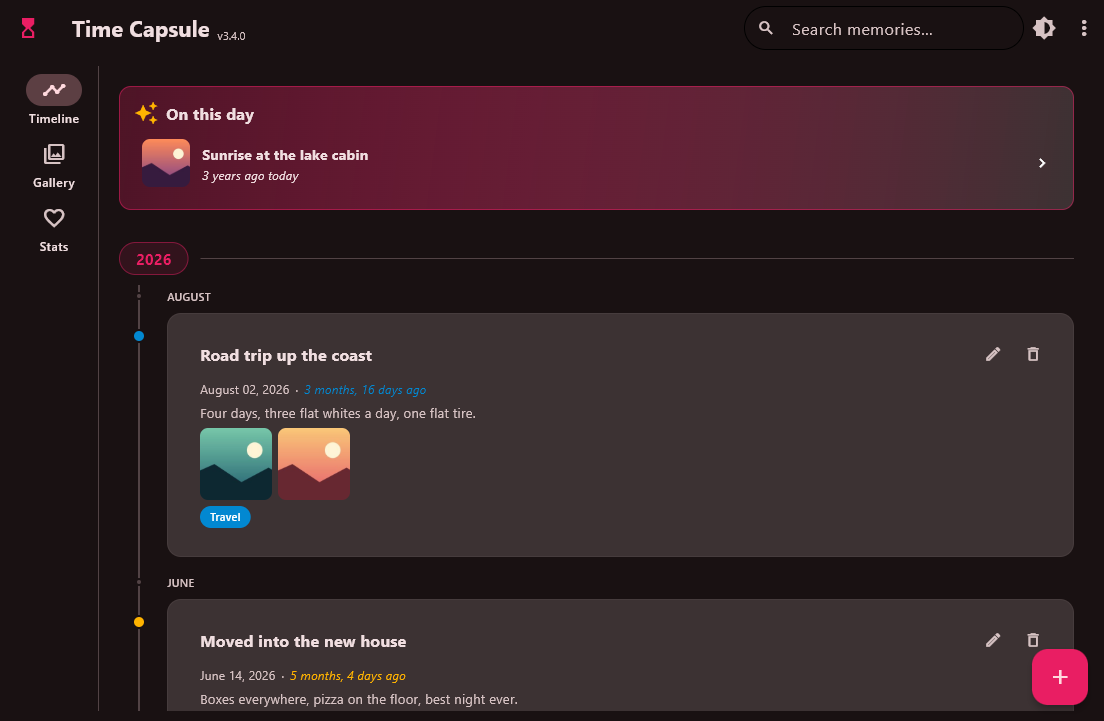 Time Capsule v3.4.0
Search memories...
Timeline
Gallery
Stats
On this day
Sunrise at the lake cabin
3 years ago today
2026
AUGUST
Road trip up the coast
August 02, 2026 · 3 months, 16 days ago
Four days, three flat whites a day, one flat tire.
Travel
JUNE
Moved into the new house
June 14, 2026 · 5 months, 4 days ago
Boxes everywhere, pizza on the floor, best night ever.